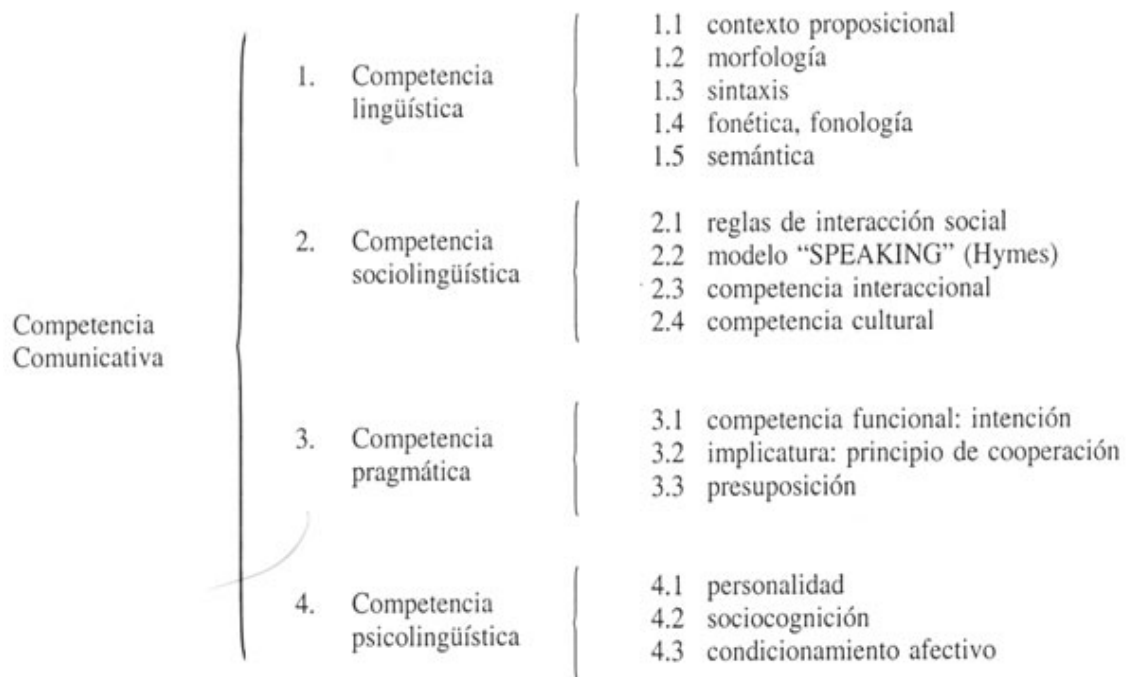 Competencia
Comunicativa
1. Competencia
lingüística
1.1 contexto proposicional
1.2 morfología
1.3 sintaxis
1.4 fonética, fonología
1.5 semántica
2. Competencia
sociolingüística
2.1 reglas de interacción social
2.2 modelo “SPEAKING” (Hymes)
2.3 competencia interaccional
2.4 competencia cultural
3. Competencia
pragmática
3.1 competencia funcional: intención
3.2 implicatura: principio de cooperación
3.3 presuposición
4. Competencia
psicolingüística
4.1 personalidad
4.2 sociocognición
4.3 condicionamiento afectivo